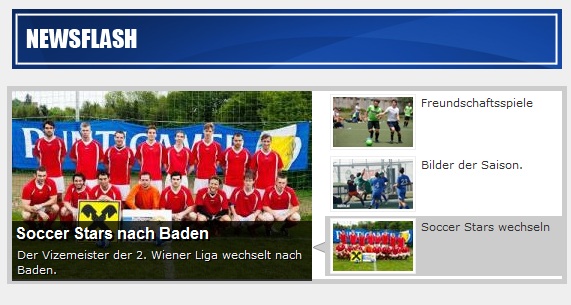 NEWSFLASH
Soccer Stars nach Baden
Der Vizemeister der 2. Wiener Liga wechselt nach
Baden.
Freundschaftsspiele
Bilder der Saison.
Soccer Stars wechseln